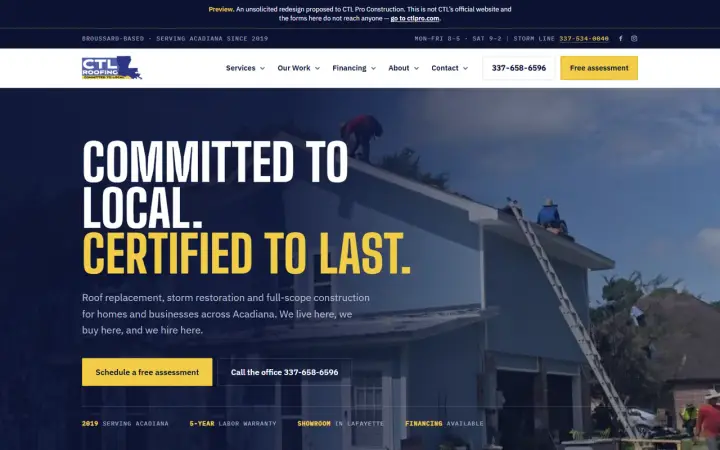 Preview. An unsolicited redesign proposed to CTL Pro Construction. This is not CTL's official website and
the forms here do not reach anyone — go to ctlpro.com.
BROUSSARD-BASED · SERVING ACADIANA SINCE 2019
MON-FRI 8-5 · SAT 9-2 | STORM LINE 337-534-0840
CTL
ROOFING
Services
Our Work
Financing
About
Contact
337-658-6596
Free assessment
COMMITTED TO
LOCAL.
CERTIFIED TO LAST.
Roof replacement, storm restoration and full-scope construction
for homes and businesses across Acadiana. We live here, we
buy here, and we hire here.
Schedule a free assessment
Call the office 337-658-6596
2019 SERVING ACADIANA
5-YEAR LABOR WARRANTY
SHOWROOM IN LAFAYETTE
FINANCING AVAILABLE